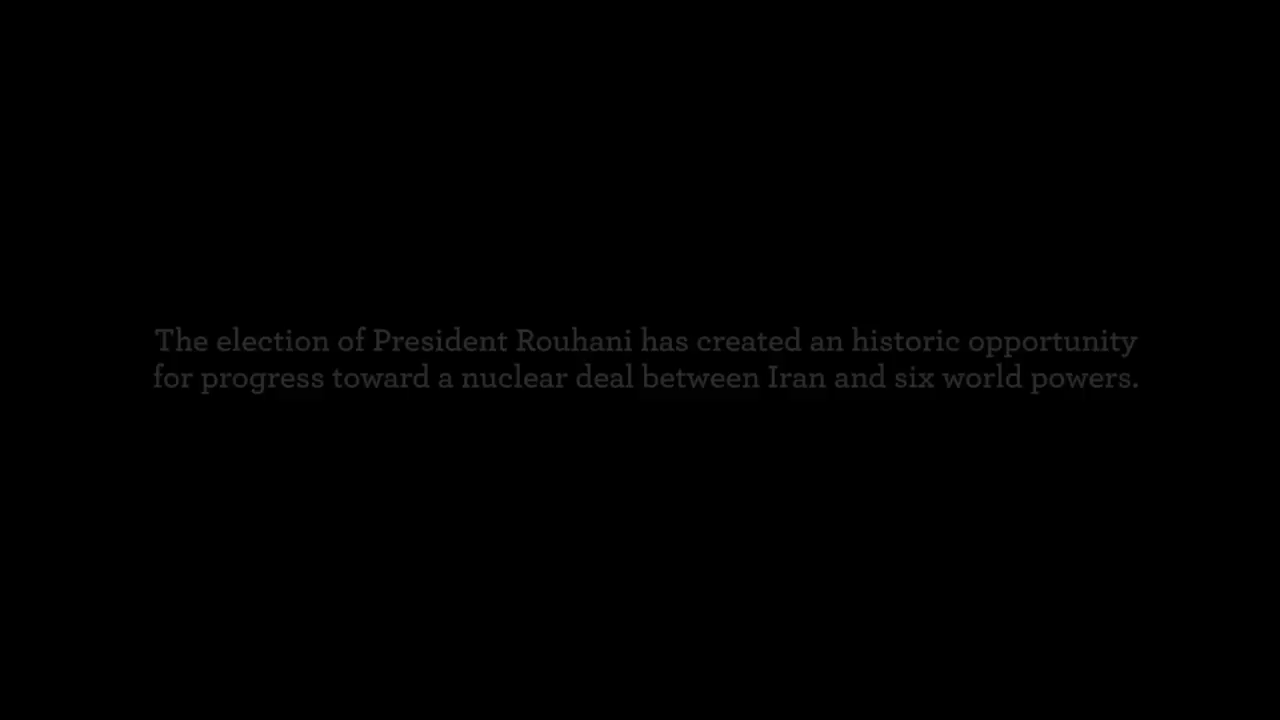 The election of President Rouhani has created an historic opportunity
for progress toward a nuclear deal between Iran and six world powers.